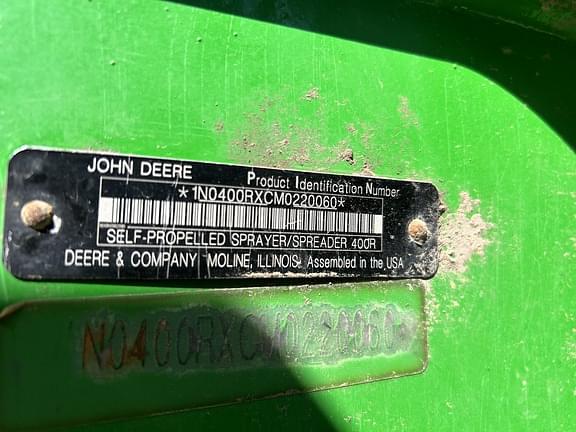 JOHN DEERE
Product Identification Number
*1N0400RXCM0220060*
SELF-PROPELLED SPRAYER/SPREADER 400R
DEERE & COMPANY MOLINE, ILLINOIS Assembled in the USA
N0400RXCM0220060